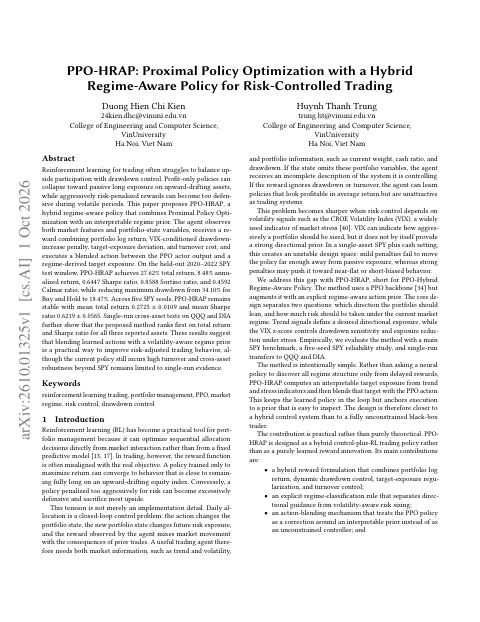 PPO-HRAP: Proximal Policy Optimization with a Hybrid
Regime-Aware Policy for Risk-Controlled Trading
Duong Hien Chi Kien
24kien.dhc@vinuni.edu.vn
College of Engineering and Computer Science,
VinUniversity
Ha Noi, Viet Nam
Huynh Thanh Trung
trung.ht@vinuni.edu.vn
College of Engineering and Computer Science,
VinUniversity
Ha Noi, Viet Nam
arXiv:2610.01325v1 [cs.AI] 1 Oct 2026
Abstract
Reinforcement learning for trading often struggles to balance up-
side participation with drawdown control. Profit-only policies can
collapse toward passive long exposure on upward-drifting assets,
while aggressively risk-penalized rewards can become too defen-
sive during volatile periods. This paper proposes PPO-HRAP, a
hybrid regime-aware policy that combines Proximal Policy Opti-
mization with an interpretable regime prior. The agent observes
both market features and portfolio-state variables, receives a re-
ward combining portfolio log return, VIX-conditioned drawdown-
increase penalty, target-exposure deviation, and turnover cost, and
executes a blended action between the PPO actor output and a
regime-derived target exposure. On the held-out 2020–2022 SPY
test window, PPO-HRAP achieves 27.62% total return, 8.48% annu-
alized return, 0.6447 Sharpe ratio, 0.8588 Sortino ratio, and 0.4592
Calmar ratio, while reducing maximum drawdown from 34.10% for
Buy and Hold to 18.47%. Across five SPY seeds, PPO-HRAP remains
stable with mean total return 0.2725 ± 0.0109 and mean Sharpe
ratio 0.6219 ± 0.0565. Single-run cross-asset tests on QQQ and DIA
further show that the proposed method ranks first on total return
and Sharpe ratio for all three reported assets. These results suggest
that blending learned actions with a volatility-aware regime prior
is a practical way to improve risk-adjusted trading behavior, al-
though the current policy still incurs high turnover and cross-asset
robustness beyond SPY remains limited to single-run evidence.
Keywords
reinforcement learning trading, portfolio management, PPO, market
regime, risk control, drawdown control
1 Introduction
Reinforcement learning (RL) has become a practical tool for port-
folio management because it can optimize sequential allocation
decisions directly from market interaction rather than from a fixed
predictive model [13, 17]. In trading, however, the reward function
is often misaligned with the real objective. A policy trained only to
maximize return can converge to behavior that is close to remain-
ing fully long on an upward-drifting equity index. Conversely, a
policy penalized too aggressively for risk can become excessively
defensive and sacrifice most upside.
This tension is not merely an implementation detail. Daily al-
location is a closed-loop control problem: the action changes the
portfolio state, the new portfolio state changes future risk exposure,
and the reward observed by the agent mixes market movement
with the consequences of prior trades. A useful trading agent there-
fore needs both market information, such as trend and volatility,
and portfolio information, such as current weight, cash ratio, and
drawdown. If the state omits these portfolio variables, the agent
receives an incomplete description of the system it is controlling.
If the reward ignores drawdown or turnover, the agent can learn
policies that look profitable in average return but are unattractive
as trading systems.
This problem becomes sharper when risk control depends on
volatility signals such as the CBOE Volatility Index (VIX), a widely
used indicator of market stress [40]. VIX can indicate how aggres-
sively a portfolio should be sized, but it does not by itself provide
a strong directional prior. In a single-asset SPY plus cash setting,
this creates an unstable design space: mild penalties fail to move
the policy far enough away from passive exposure, whereas strong
penalties may push it toward near-flat or short-biased behavior.
We address this gap with PPO-HRAP, short for PPO-Hybrid
Regime-Aware Policy. The method uses a PPO backbone [34] but
augments it with an explicit regime-aware action prior. The core de-
sign separates two questions: which direction the portfolio should
lean, and how much risk should be taken under the current market
regime. Trend signals define a desired directional exposure, while
the VIX z-score controls drawdown sensitivity and exposure reduc-
tion under stress. Empirically, we evaluate the method with a main
SPY benchmark, a five-seed SPY reliability study, and single-run
transfers to QQQ and DIA.
The method is intentionally simple. Rather than asking a neural
policy to discover all regime structure only from delayed rewards,
PPO-HRAP computes an interpretable target exposure from trend
and stress indicators and then blends that target with the PPO action.
This keeps the learned policy in the loop but anchors execution
to a prior that is easy to inspect. The design is therefore closer to
a hybrid control system than to a fully unconstrained black-box
trader.
The contribution is practical rather than purely theoretical. PPO-
HRAP is designed as a hybrid control-plus-RL trading policy rather
than as a purely learned reward innovation. Its main contributions
are:
• a hybrid reward formulation that combines portfolio log
return, dynamic drawdown control, target-exposure regu-
larization, and turnover control;
• an explicit regime-classification rule that separates direc-
tional guidance from volatility-aware risk sizing;
• an action-blending mechanism that treats the PPO policy
as a correction around an interpretable prior instead of as
an unconstrained controller; and